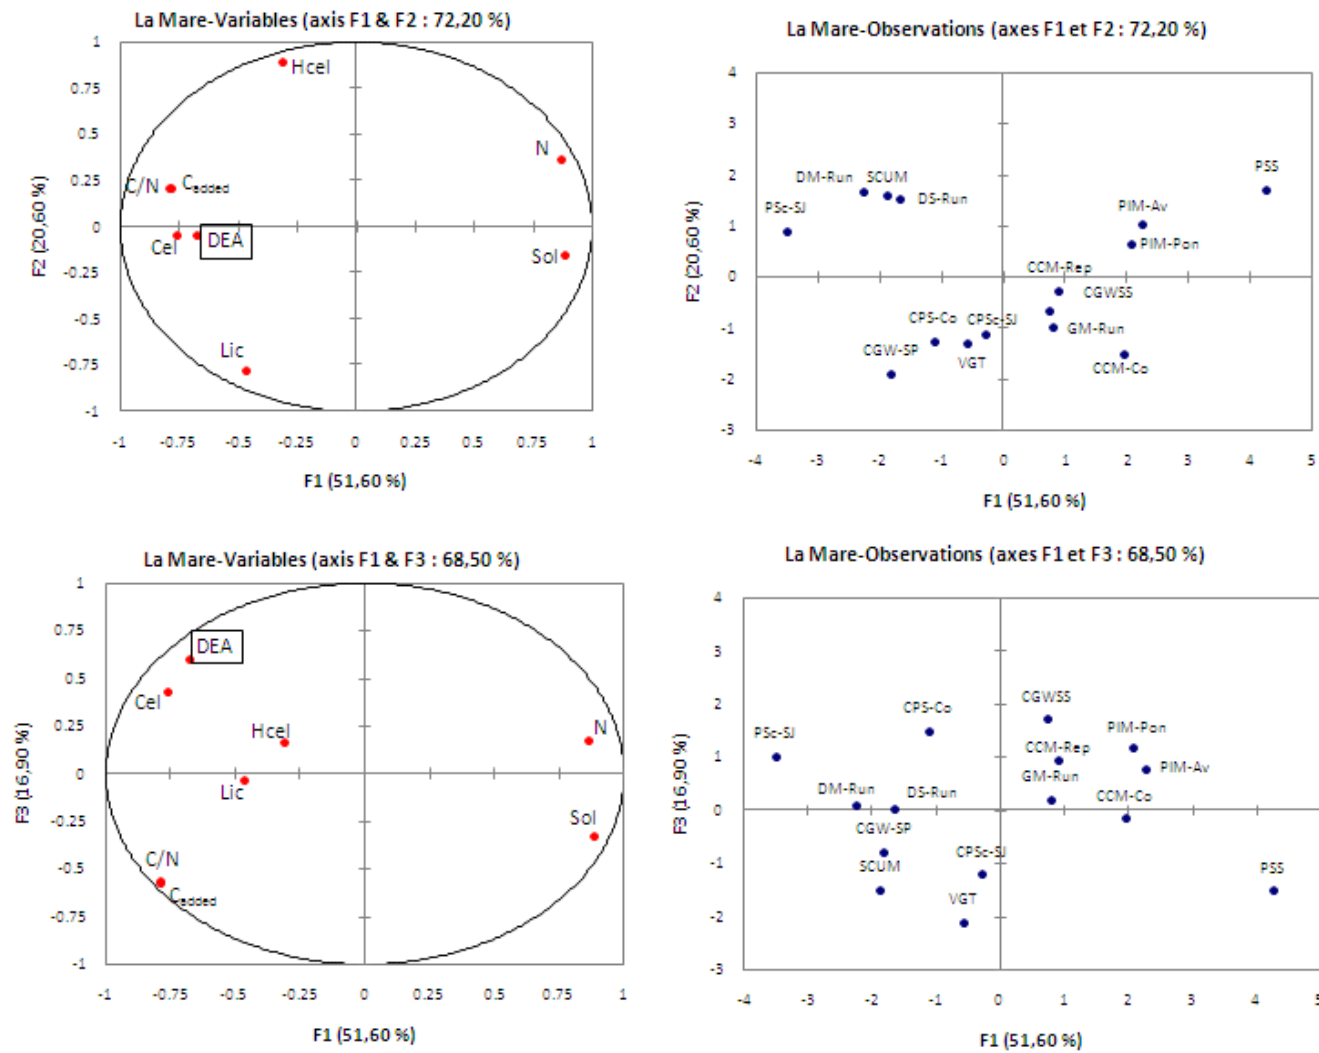 La Mare-Variables (axis F1 & F2 : 72,20 %)
1
0.75
0.5
0.25
0
-0.25
-0.5
-0.75
-1
F2 (20,60 %)
Hcel
N
C/N
Cadded
Cel
DEA
Sol
Lic
-1
-0.75
-0.5
-0.25
0
0.25
0.5
0.75
1
F1 (51,60 %)
La Mare-Observations (axes F1 et F2 : 72,20 %)
4
3
2
1
0
-1
-2
-3
F2 (20,60 %)
PSS
DM-Run
SCUM
DS-Run
PSc-SJ
PIM-Av
PIM-Pon
CCM-Rep
CGWSS
CPS-Co
CPSc-SJ
GM-Run
CGW-SP
VGT
CCM-Co
-4
-3
-2
-1
0
1
2
3
4
5
F1 (51,60 %)
La Mare-Variables (axis F1 & F3 : 68,50 %)
1
0.75
0.5
0.25
0
-0.25
-0.5
-0.75
-1
F3 (16,90 %)
DEA
Cel
Hcel
N
Lic
Sol
C/N
Cadded
-1
-0.75
-0.5
-0.25
0
0.25
0.5
0.75
1
F1 (51,60 %)
La Mare-Observations (axes F1 et F3 : 68,50 %)
4
3
2
1
0
-1
-2
-3
F3 (16,90 %)
CGWSS
CPS-Co
PIM-Pon
PSc-SJ
CCM-Rep
PIM-Av
GM-Run
DM-Run
DS-Run
CCM-Co
CGW-SP
CPSc-SJ
SCUM
PSS
VGT
-4
-3
-2
-1
0
1
2
3
4
5
F1 (51,60 %)